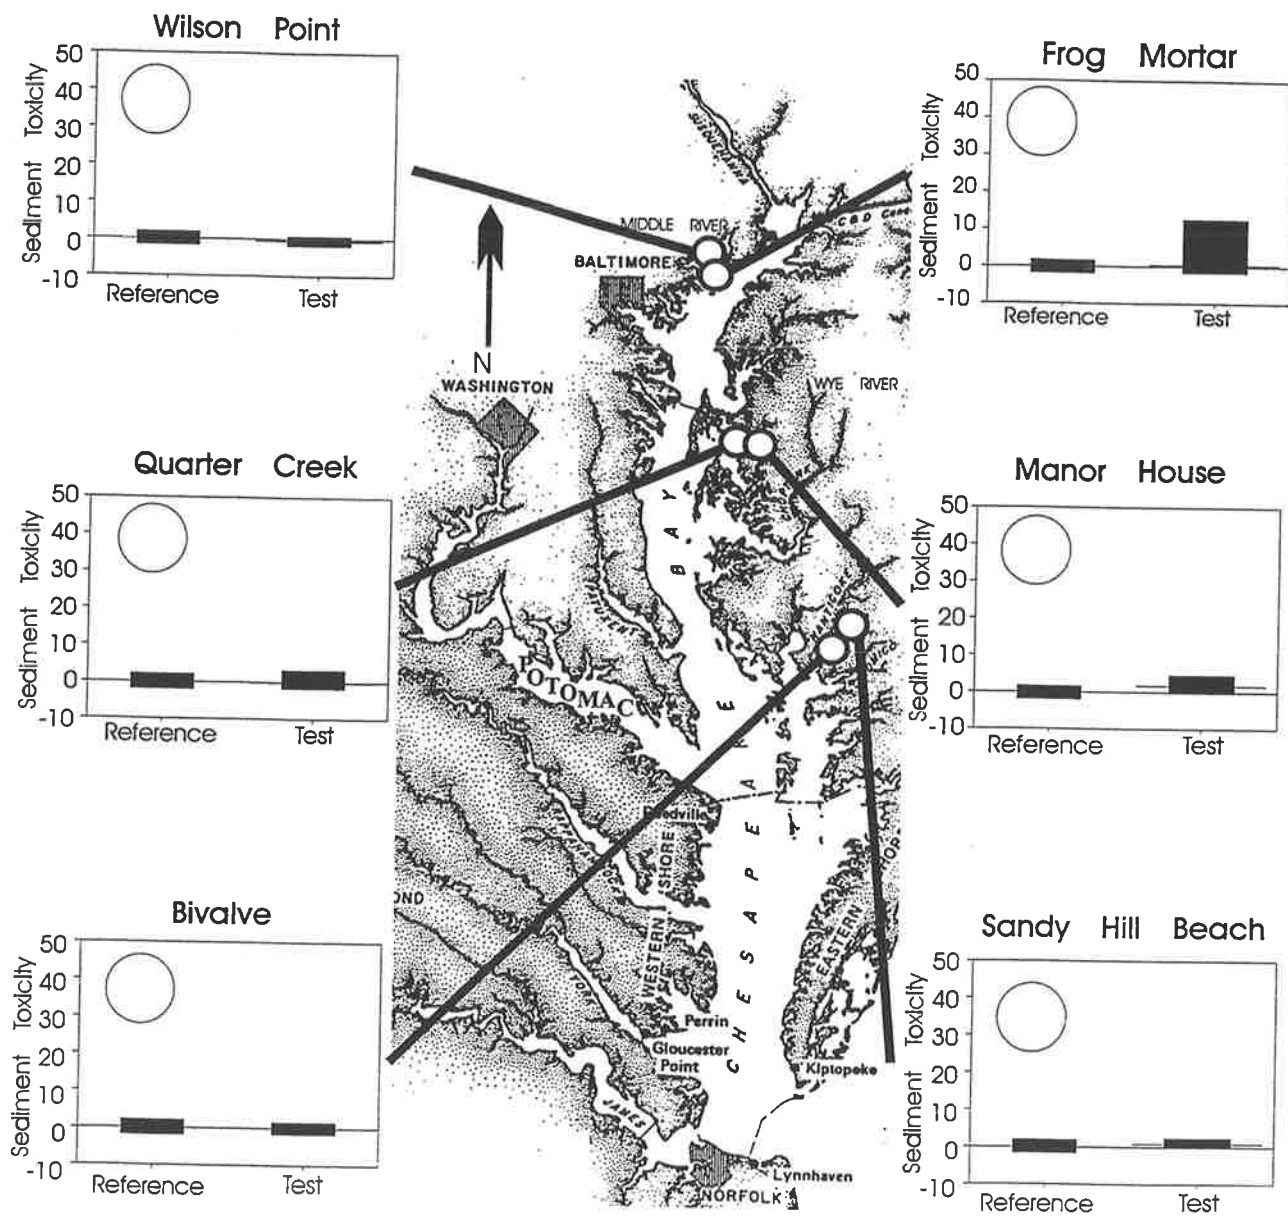 Wilson Point
Sediment Toxicity
50
40
30
20
10
0
-10
Reference Test
Frog Mortar
Sediment Toxicity
50
40
30
20
10
0
-10
Reference Test
SUSQUEHANNA
C & D Canal
MIDDLE RIVER
BALTIMORE
N
WASHINGTON
WYE RIVER
Quarter Creek
Sediment Toxicity
50
40
30
20
10
0
-10
Reference Test
Manor House
Sediment Toxicity
50
40
30
20
10
0
-10
Reference Test
PATUXENT
NANTICOKE
POTOMAC
CHESAPEAKE BAY
Reedville
WESTERN SHORE
EASTERN
YORK
Perrin
Gloucester
Point
Kiptopeke
JAMES
Lynnhaven
NORFOLK
Bivalve
Sediment Toxicity
50
40
30
20
10
0
-10
Reference Test
Sandy Hill Beach
Sediment Toxicity
50
40
30
20
10
0
-10
Reference Test